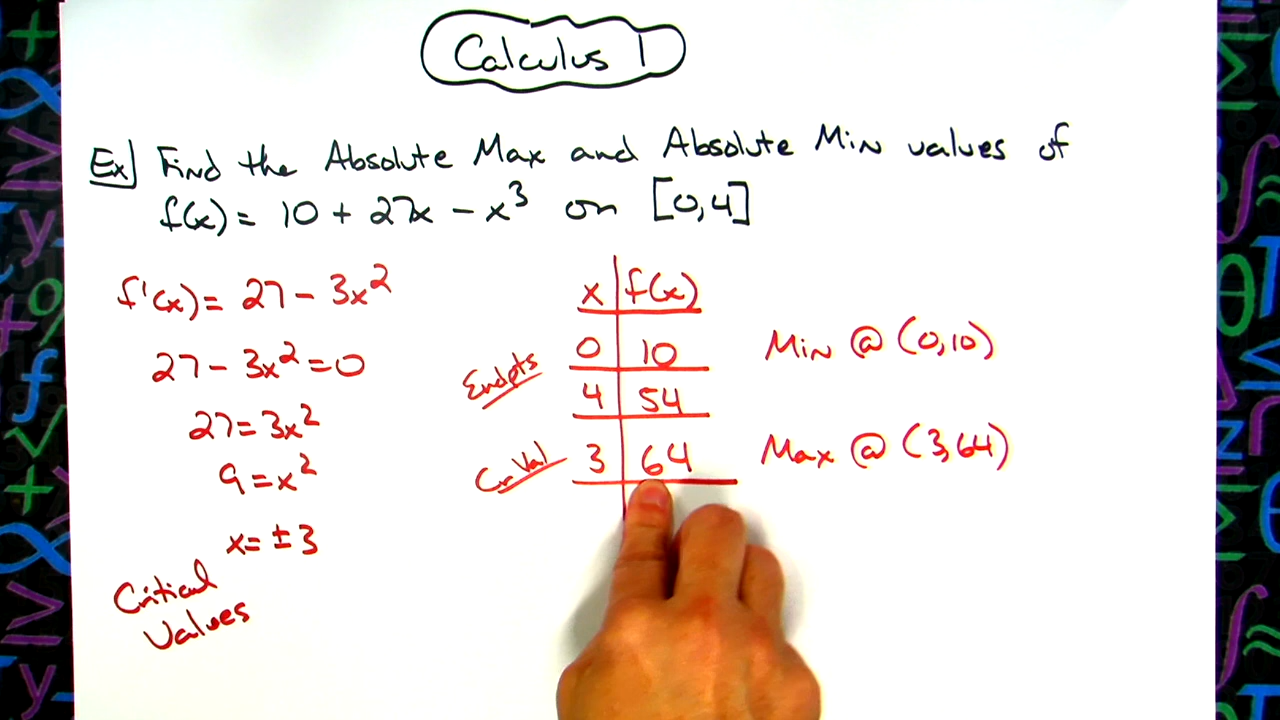 Calculus 1
Ex] Find the Absolute Max and Absolute Min values of
f(x) = 10 + 27x - x³ on [0,4]
f'(x) = 27 - 3x²
27 - 3x² = 0
27 = 3x²
9 = x²
x = ± 3
Critical
Values
x f(x)
Endpts
0 10
4 54
Cr. Val
3 64
Min @ (0,10)
Max @ (3,64)